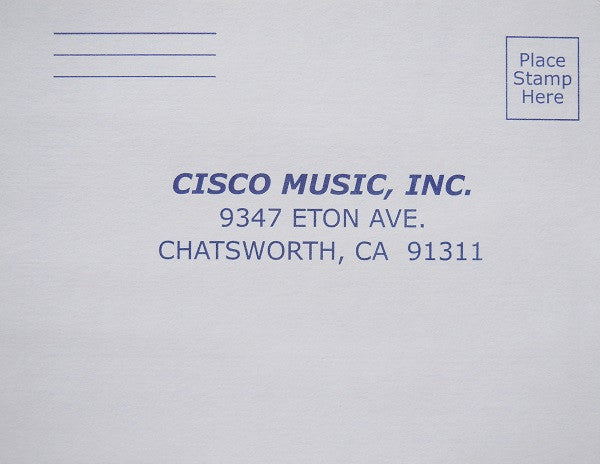 Place
Stamp
Here
CISCO MUSIC, INC.
9347 ETON AVE.
CHATSWORTH, CA 91311